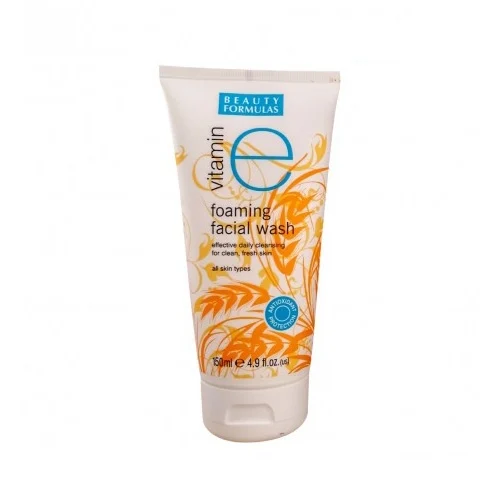 BEAUTY
FORMULAS
vitamin
e
foaming
facial wash
effective daily cleansing
for clean, fresh skin
all skin types
ANTIOXIDANT
PROTECTION
150ml e 4.9 fl.oz.(us)